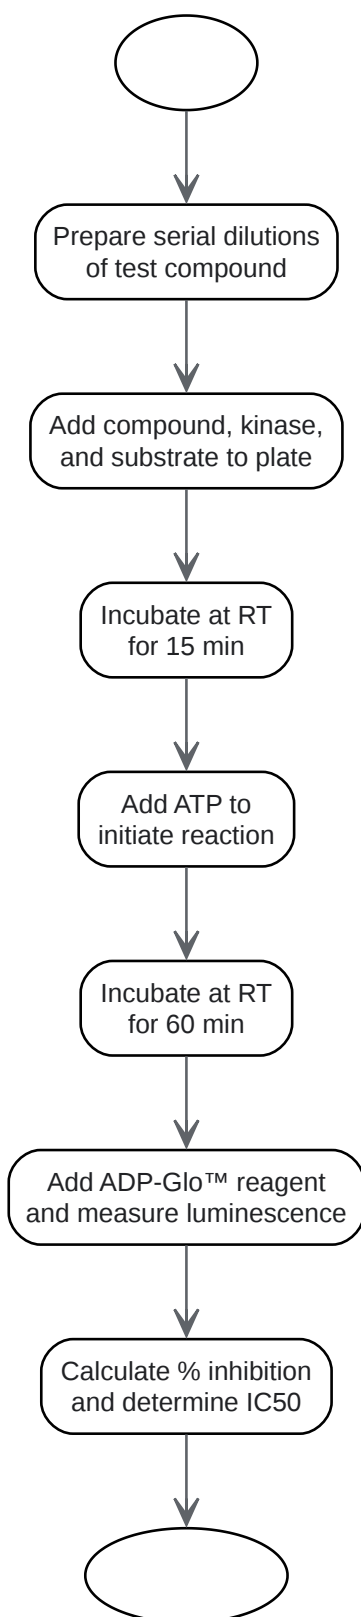 Prepare serial dilutions
of test compound
Add compound, kinase,
and substrate to plate
Incubate at RT
for 15 min
Add ATP to
initiate reaction
Incubate at RT
for 60 min
Add ADP-Glo™ reagent
and measure luminescence
Calculate % inhibition
and determine IC50